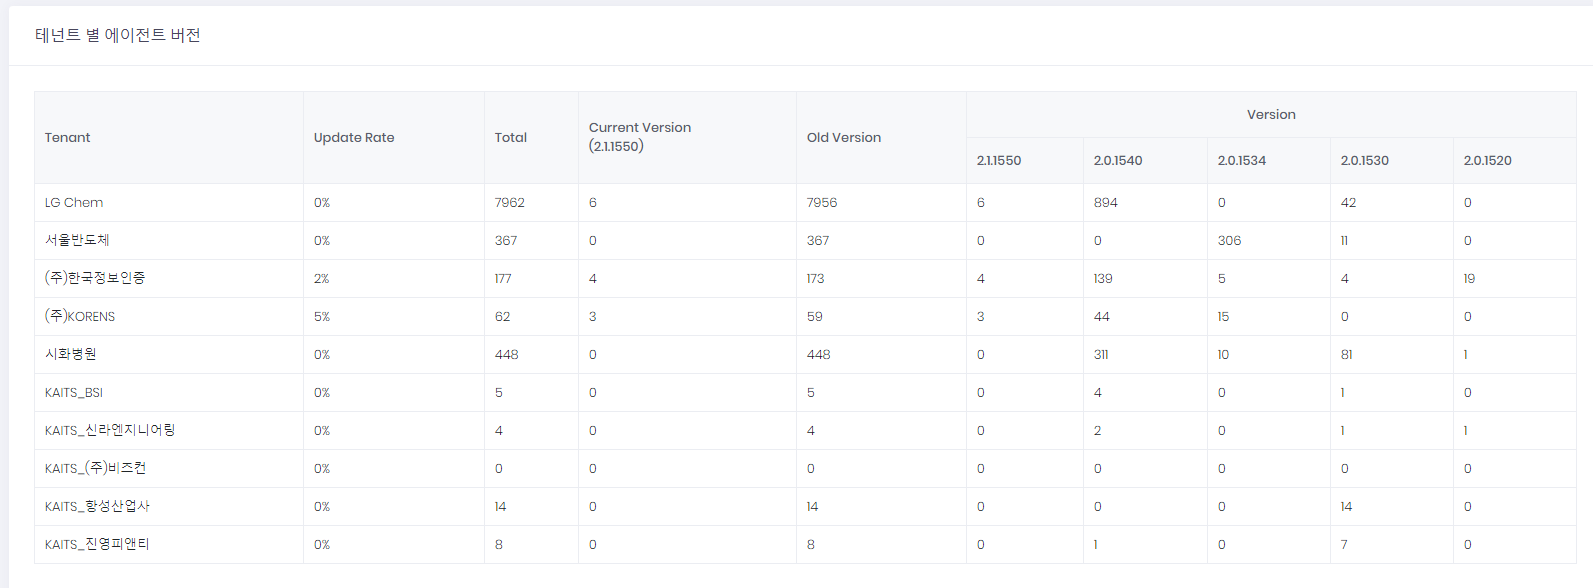 테넌트 별 에이전트 버전
Tenant Update Rate Total Current Version (2.1.1550) Old Version Version
2.1.1550 2.0.1540 2.0.1534 2.0.1530 2.0.1520
LG Chem 0% 7962 6 7956 6 894 0 42 0
서울반도체 0% 367 0 367 0 0 306 11 0
(주)한국정보인증 2% 177 4 173 4 139 5 4 19
(주)KORENS 5% 62 3 59 3 44 15 0 0
시화병원 0% 448 0 448 0 311 10 81 1
KAITS_BSI 0% 5 0 5 0 4 0 1 0
KAITS_신라엔지니어링 0% 4 0 4 0 2 0 1 1
KAITS_(주)비즈컨 0% 0 0 0 0 0 0 0 0
KAITS_항성산업사 0% 14 0 14 0 0 0 14 0
KAITS_진영피앤티 0% 8 0 8 0 1 0 7 0